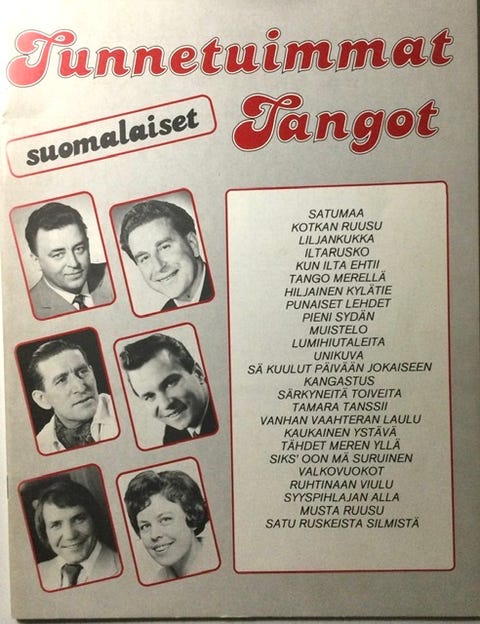 Tunnetuimmat
suomalaiset
Tangot
SATUMAA
KOTKAN RUUSU
LILJANKUKKA
ILTARUSKO
KUN ILTA EHTII
TANGO MERELLÄ
HILJAINEN KYLÄTIE
PUNAISET LEHDET
PIENI SYDÄN
MUISTELO
LUMIHIUTALEITA
UNIKUVA
SÄ KUULUT PÄIVÄÄN JOKAISEEN
KANGASTUS
SÄRKYNEITÄ TOIVEITA
TAMARA TANSSII
VANHAN VAAHTERAN LAULU
KAUKAINEN YSTÄVÄ
TÄHDET MEREN YLLÄ
SIKS' OON MÄ SURUINEN
VALKOVUOKOT
RUHTINAAN VIULU
SYYSPIHLAJAN ALLA
MUSTA RUUSU
SATU RUSKEISTA SILMISTÄ